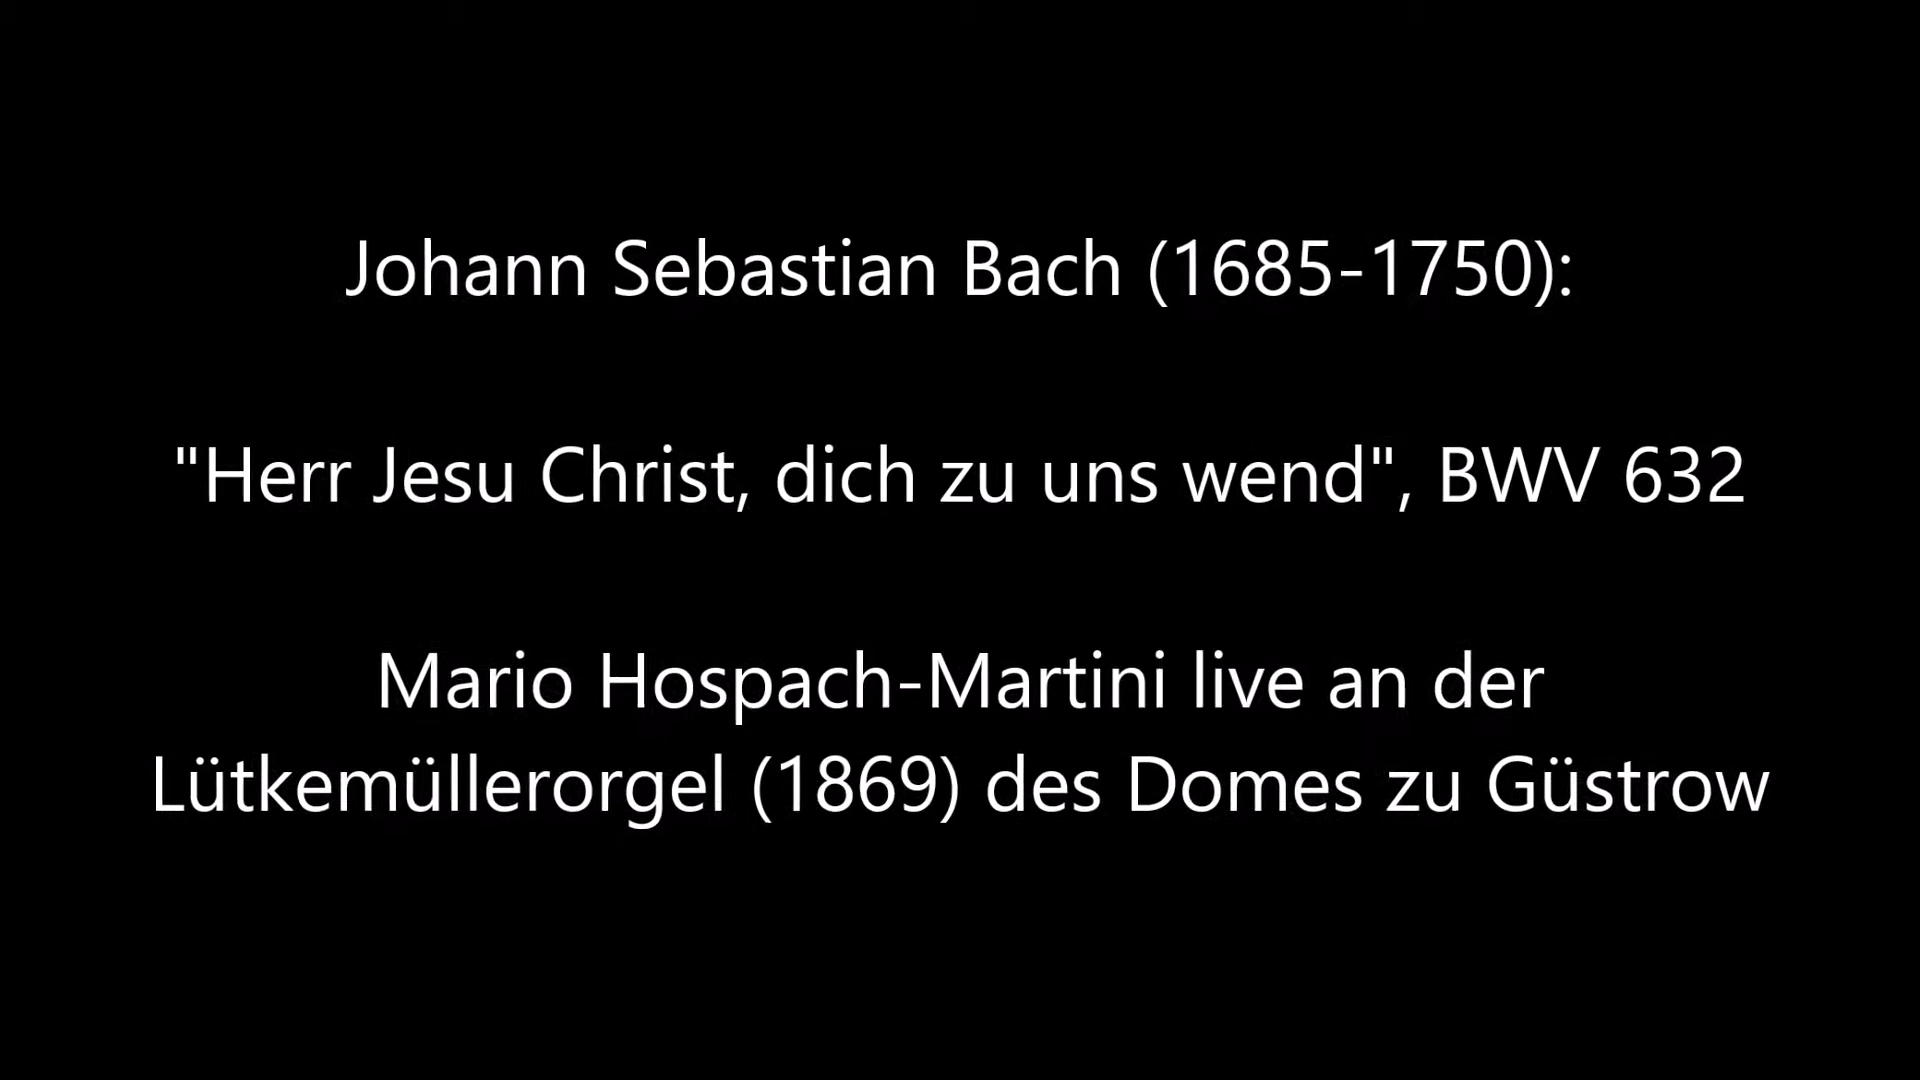 Johann Sebastian Bach (1685-1750):
"Herr Jesu Christ, dich zu uns wend", BWV 632
Mario Hospach-Martini live an der
Lütkemüllerorgel (1869) des Domes zu Güstrow